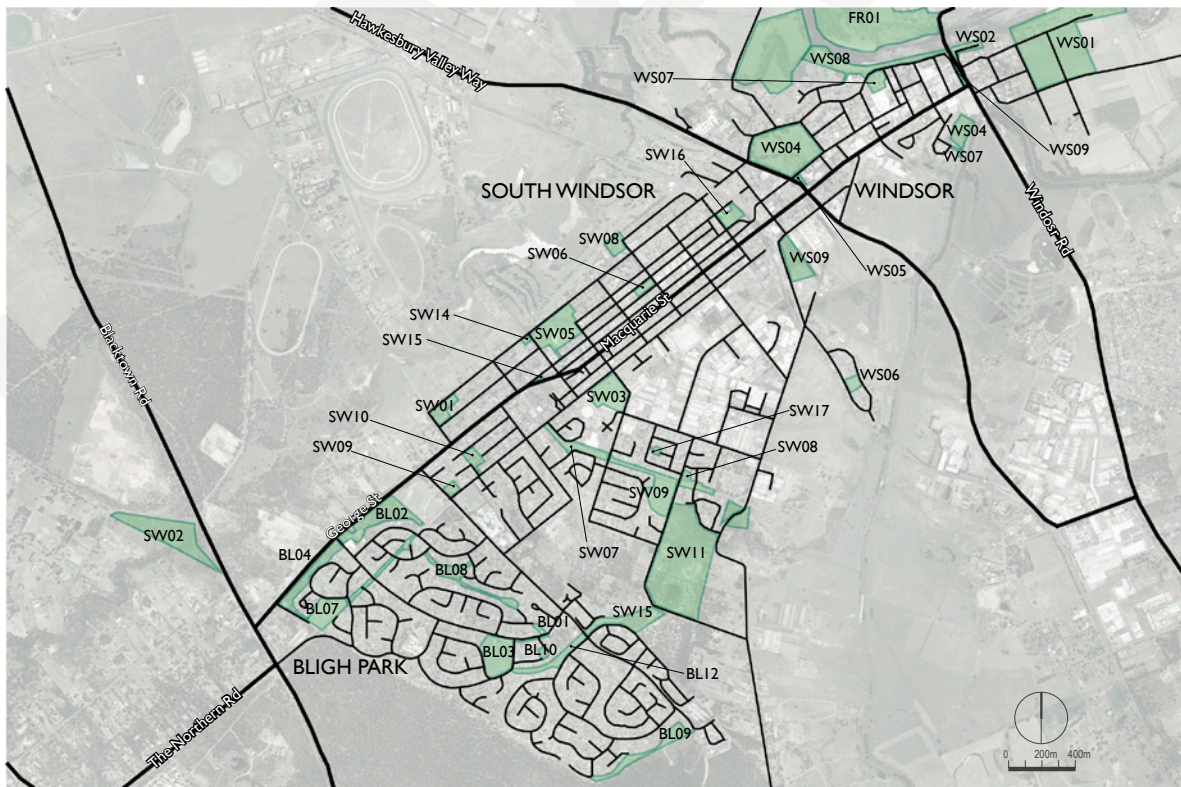 FR01
WS02
WS01
Hawkesbury Valley Way
WS08
WS07
WS04
WS04
WS07
WS09
SW16
SOUTH WINDSOR
WINDSOR
Windosr Rd
SW08
SW06
WS09
WS05
SW14
SW05
Macquarie St
SW15
Blacktown Rd
WS06
SW01
SW03
SW10
SW17
SW09
SW08
SW09
George St
BL02
SW02
BL04
SW07
SW11
BL08
BL07
BL01
SW15
BL03
BL10
BLIGH PARK
BL12
The Northern Rd
BL09
0 200m 400m